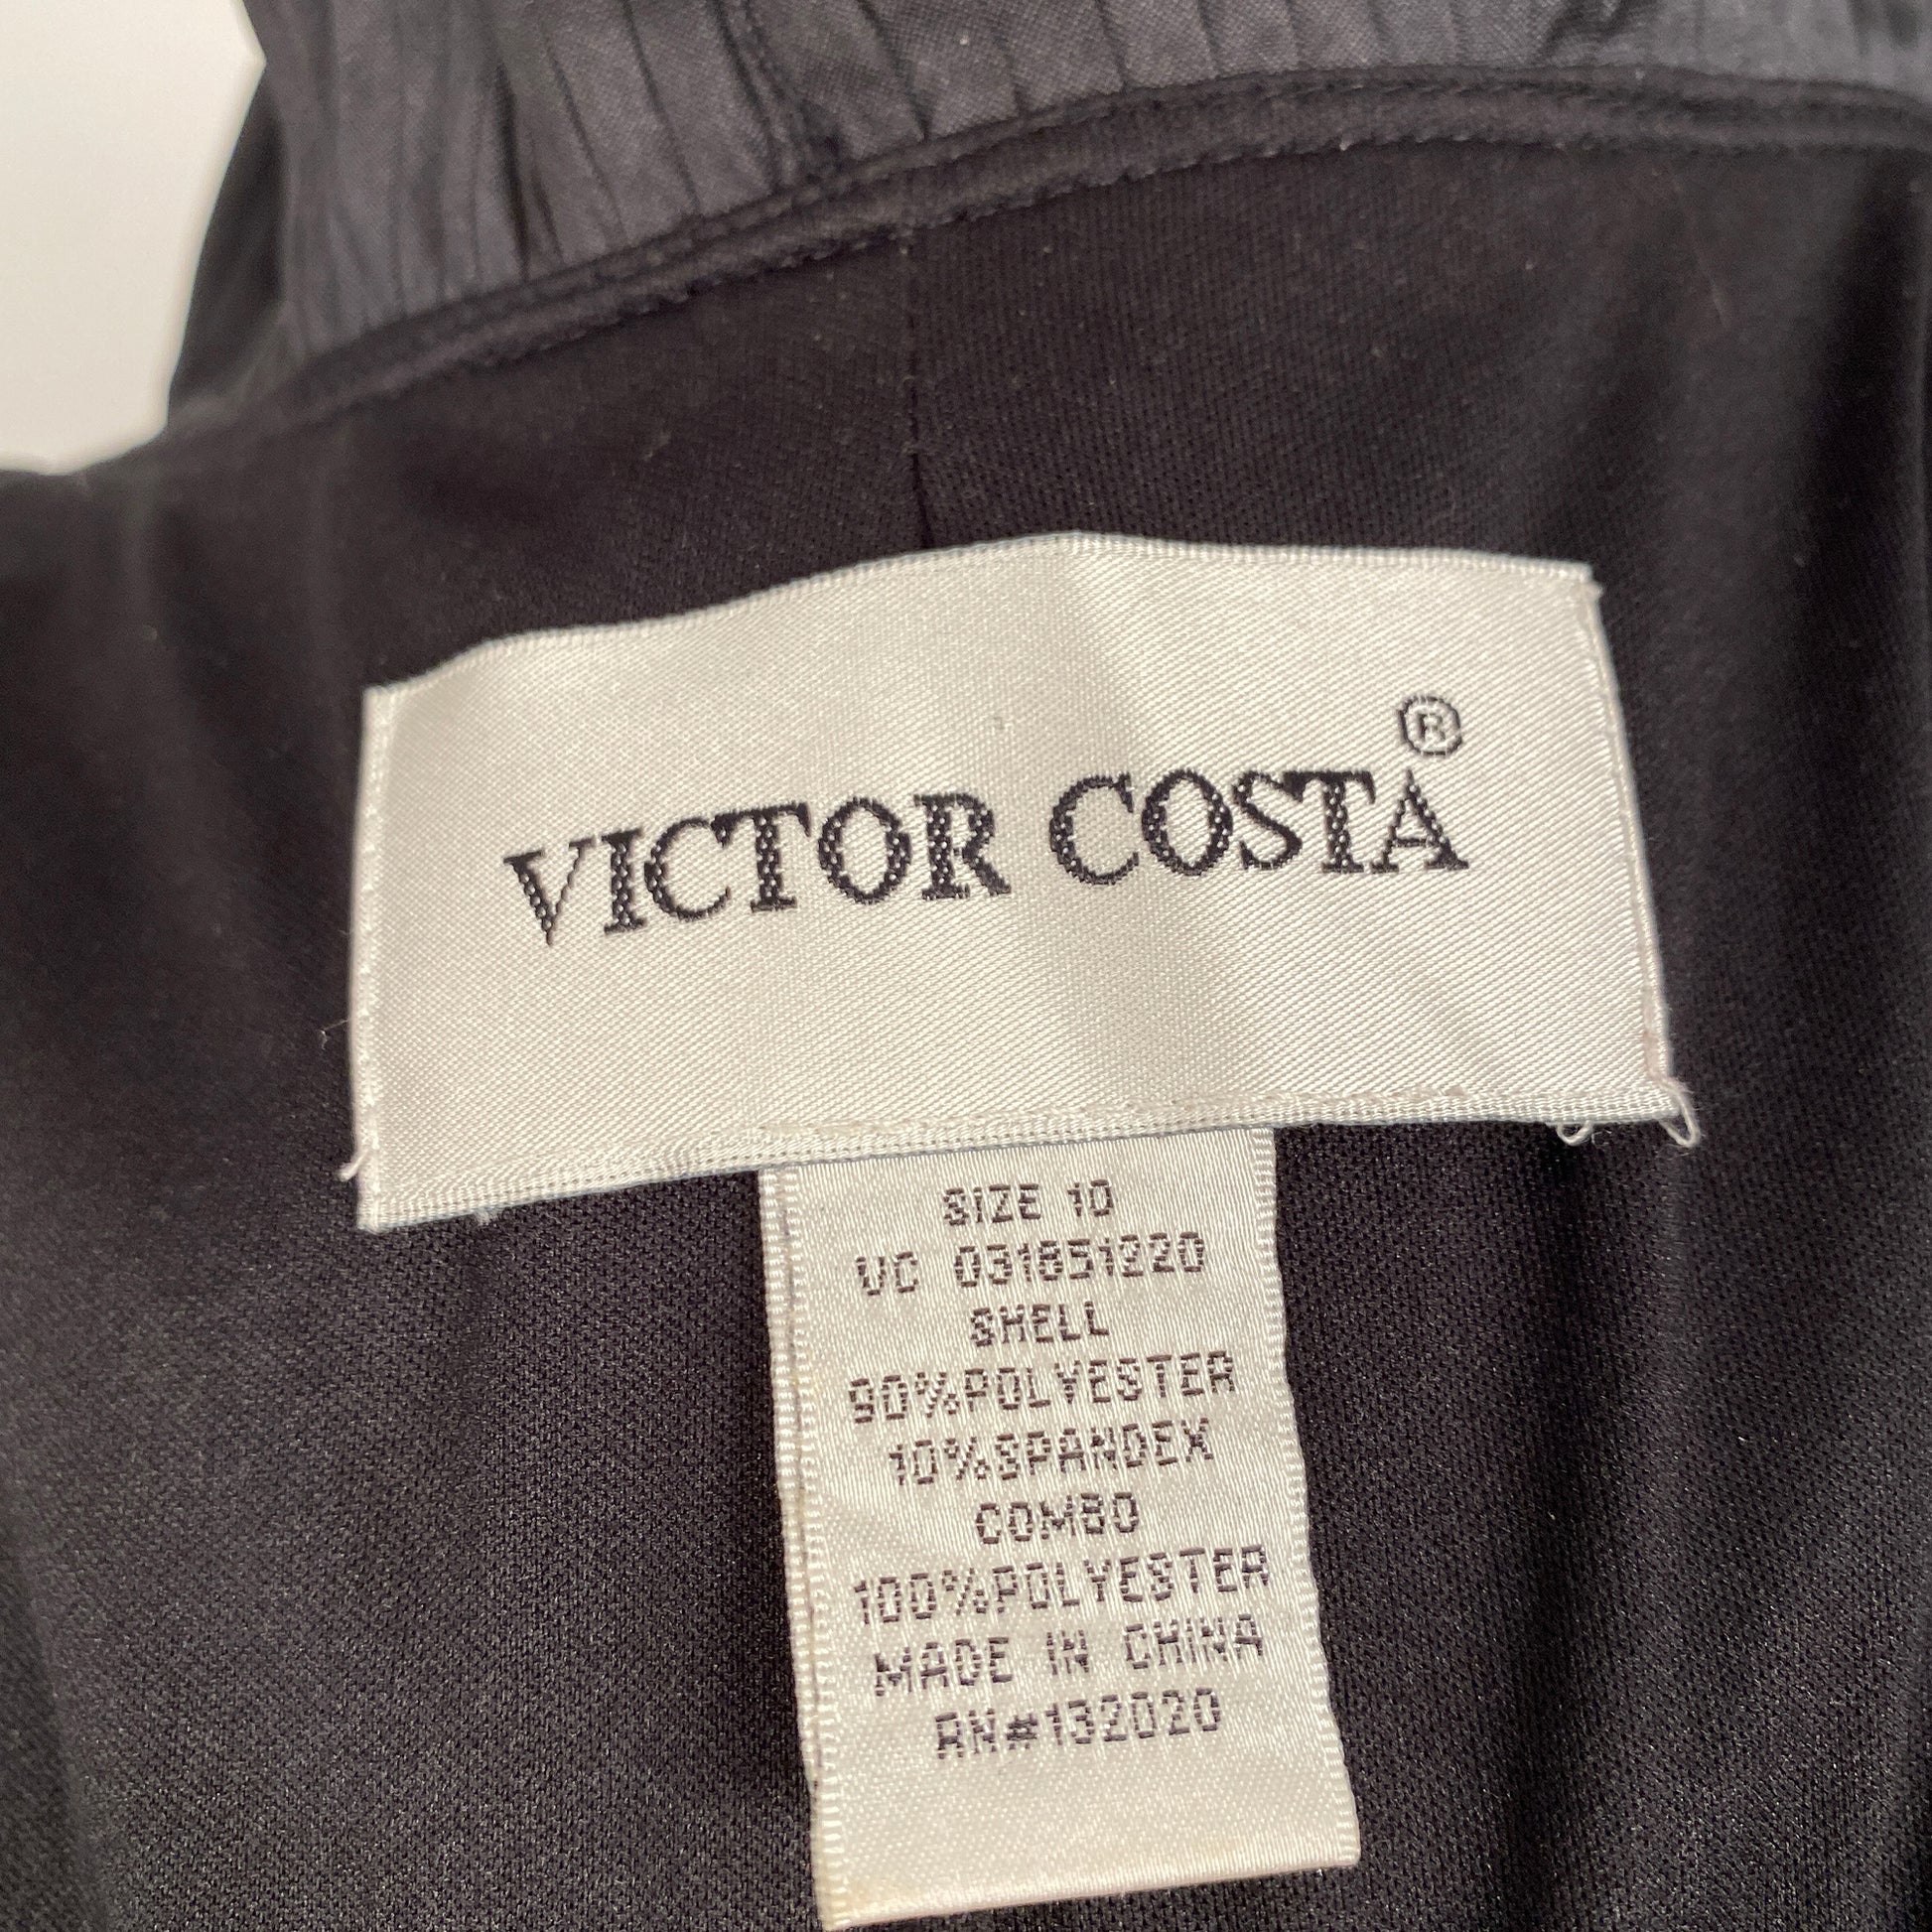 VICTOR COSTA®
SIZE 10
VC 031851220
SHELL
90%POLYESTER
10%SPANDEX
COMBO
100%POLYESTER
MADE IN CHINA
RN#132020